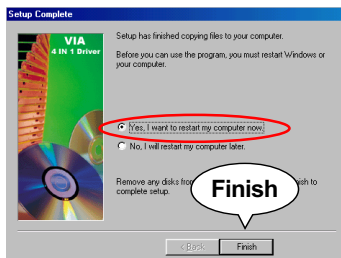 Setup Complete
VIA
4 IN 1 Driver
Setup has finished copying files to your computer.
Before you can use the program, you must restart Windows or
your computer.
Yes, I want to restart my computer now.
No, I will restart my computer later.
Remove any disks from
nish to
complete setup.
Finish
< Back
Finish